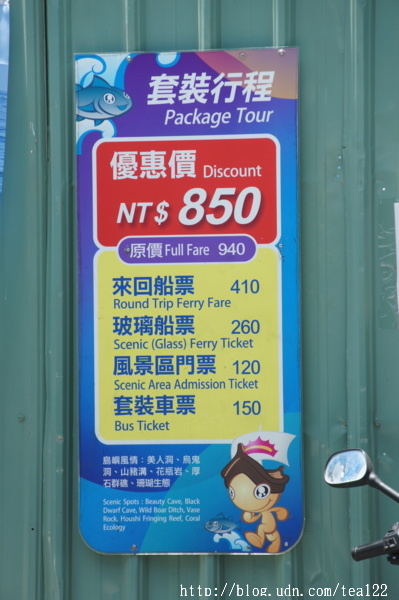 套裝行程
Package Tour
優惠價 Discount
NT$ 850
原價 Full Fare 940
來回船票 410
Round Trip Ferry Fare
玻璃船票 260
Scenic (Glass) Ferry Ticket
風景區門票 120
Scenic Area Admission Ticket
套裝車票 150
Bus Ticket
島嶼風情：美人洞、烏鬼
洞、山豬溝、花瓶岩、厚
石群礁、珊瑚生態
Scenic Spots : Beauty Cave, Black
Dwarf Cave, Wild Boar Ditch, Vase
Rock, Houshi Fringing Reef, Coral
Ecology
http://blog.udn.com/tea122